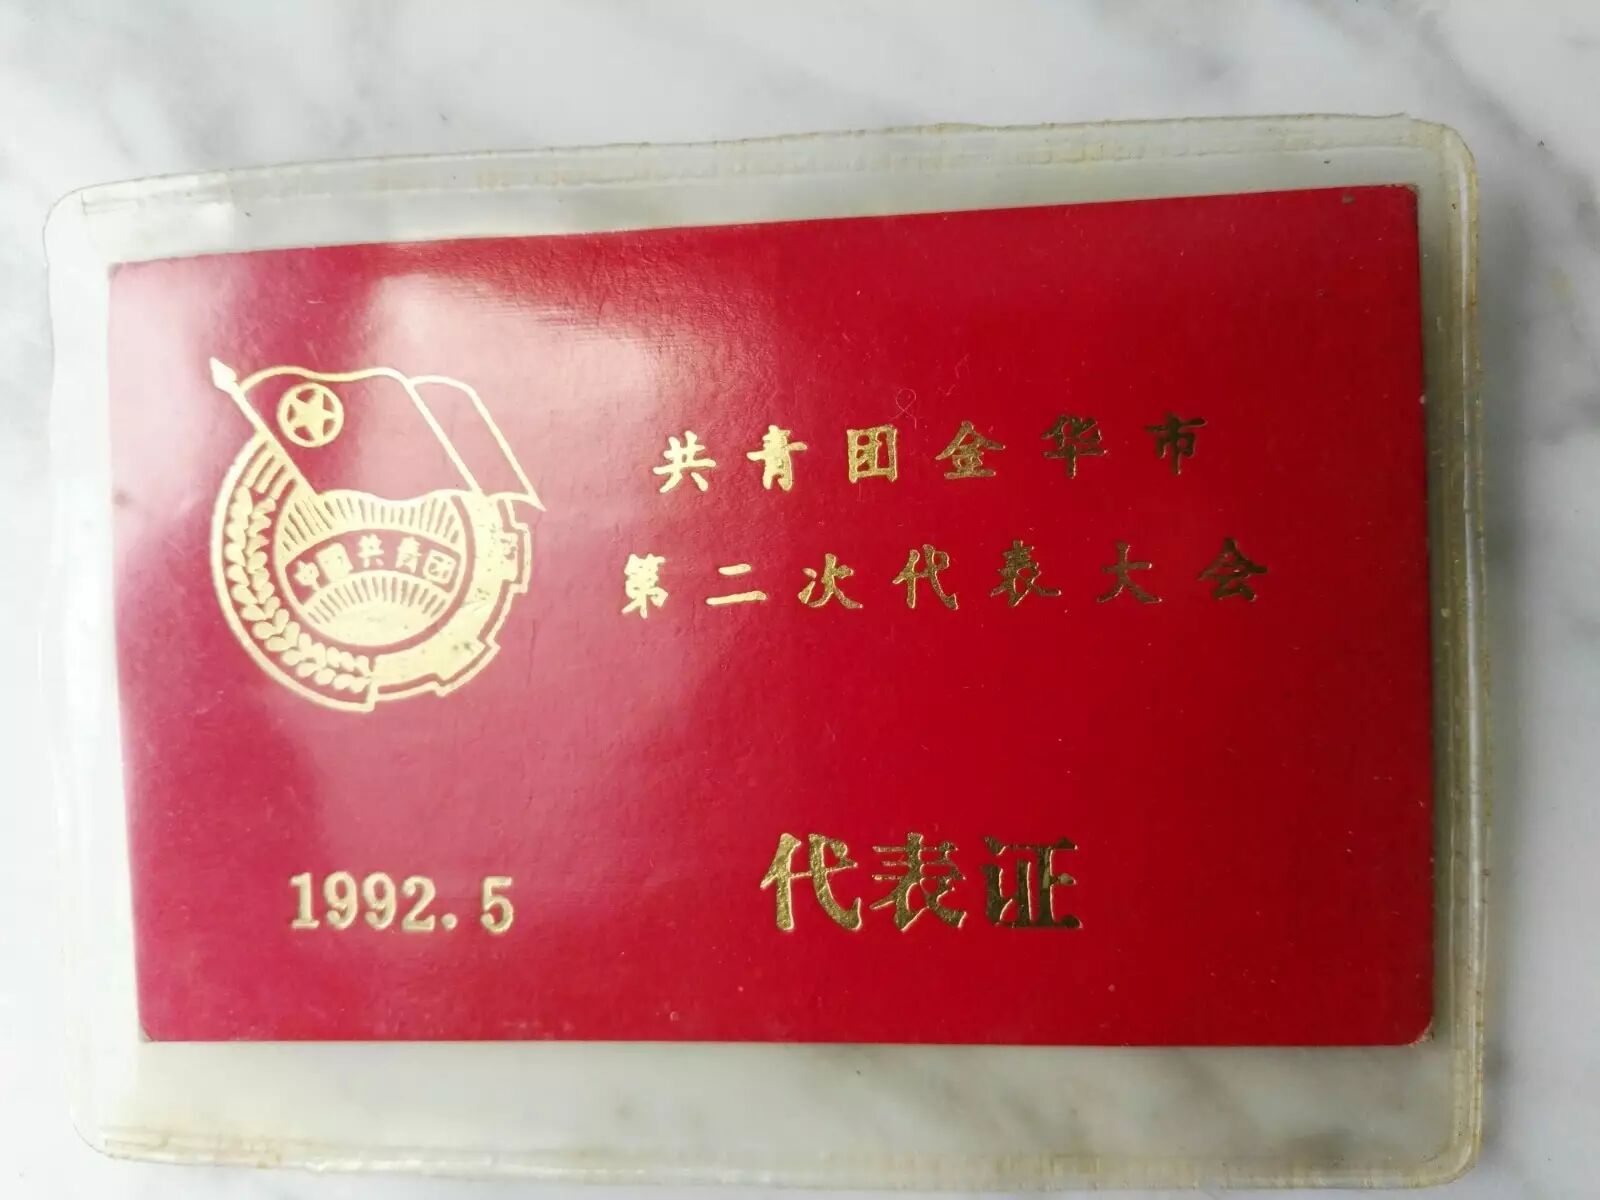 共青团金华市
第二次代表大会
中国共青团
1992.5
代表证